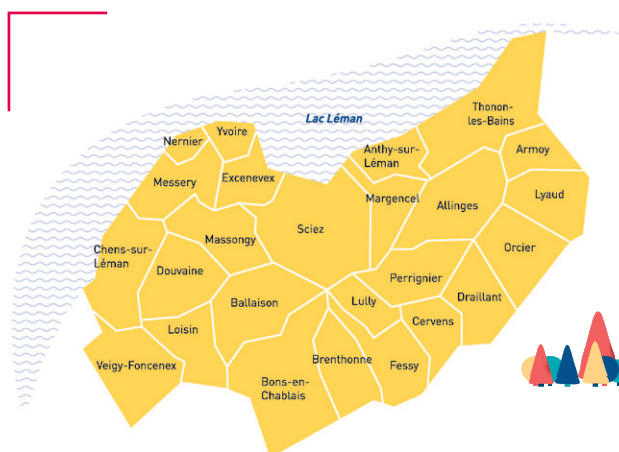 Lac Léman
Thonon-
les-Bains
Yvoire
Nernier
Anthy-sur-
Léman
Armoy
Messery
Excenevex
Margencel
Allinges
Lyaud
Sciez
Massongy
Orcier
Chens-sur-
Léman
Douvaine
Perrignier
Draillant
Ballaison
Lully
Cervens
Loisin
Veigy-Foncenex
Brenthonne
Fessy
Bons-en-
Chablais